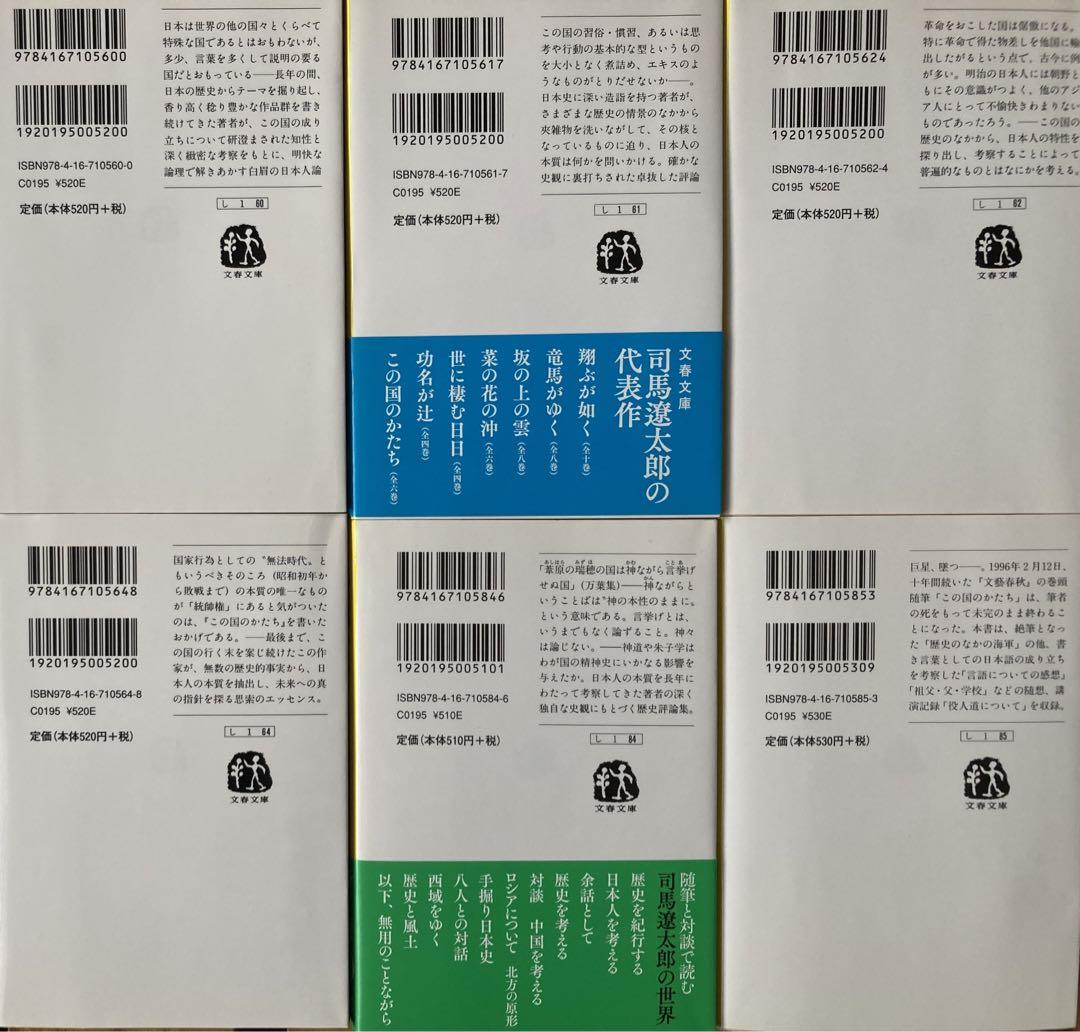 9784167105600
1920195005200
ISBN978-4-16-710560-0
C0195 ¥520E
定価(本体520円+税)
日本は世界の他の国々とくらべて
特殊な国であるとはおもわないが、
多少、言葉を多くして説明の要る
国だとおもっている——長年の間、
日本の歴史からテーマを掘り起し、
香り高く稔り豊かな作品群を書き
続けてきた著者が、この国の成り
立ちについて研澄まされた知性と
深く緻密な考察をもとに、明快な
論理で解きあかす白眉の日本人論
し 1 60
文春文庫
9784167105617
1920195005200
ISBN978-4-16-710561-7
C0195 ¥520E
定価(本体520円+税)
この国の習俗・慣習、あるいは思
考や行動の基本的な型というもの
を大小となく煮詰め、エキスのよ
うなものがとりだせないか——。
日本史に深い造詣を持つ著者が、
さまざまな歴史の情景のなかから
夾雑物を洗いながして、その核と
なっているものに迫り、日本人の
本質は何かを問いかける。確かな
史観に裏打ちされた卓抜した評論
し 1 61
文春文庫
文春文庫
司馬遼太郎の
代表作
翔ぶが如く(全十巻)
竜馬がゆく(全八巻)
坂の上の雲(全八巻)
菜の花の沖(全六巻)
世に棲む日日(全四巻)
功名が辻(全四巻)
この国のかたち(全六巻)
9784167105624
1920195005200
ISBN978-4-16-710562-4
C0195 ¥520E
定価(本体520円+税)
革命をおこした国は倨傲になる。
特に革命で得た物差しを他国に輸
出したがるという点で、古今に例
が多い。明治の日本人には朝野と
もにその意識がつよく、他のアジ
ア人にとって不愉快きわまりない
ものであったろう。——この国の
歴史のなかから、日本人の特性を
探り出し、考察することによって
普遍的なものとはなにかを考える。
し 1 62
文春文庫
9784167105648
1920195005200
ISBN978-4-16-710564-8
C0195 ¥520E
定価(本体520円+税)
国家行為としての〝無法時代〟と
もいうべきそのころ(昭和初年か
ら敗戦まで)の本質の唯一なもの
が「統帥権」にあると気がついた
のは、『この国のかたち』を書いた
おかげである。——最後まで、こ
の国の行く末を案じ続けたこの作
家が、無数の歴史的事実から、日
本人の本質を抽出し、未来への真
の指針を探る思索のエッセンス。
し 1 64
文春文庫
9784167105846
1920195005101
ISBN978-4-16-710584-6
C0195 ¥510E
定価(本体510円+税)
「葦原の瑞穂の国は神ながら言挙げ
せぬ国」(万葉集)——神ながらと
いうことばは〝神の本性のままに〟
という意味である。言挙げとは、
いうまでもなく論ずること。神々
は論じない。——神道や朱子学は
わが国の精神史にいかなる影響を
与えたか。日本人の本質を長年に
わたって考察してきた著者の深く
独自な史観にもとづく歴史評論集。
し 1 84
文春文庫
随筆と対談で読む
司馬遼太郎の世界
歴史を紀行する
日本人を考える
余話として
歴史を考える
対談 中国を考える
ロシアについて 北方の原形
手掘り日本史
八人との対話
西域をゆく
歴史と風土
以下、無用のことながら
9784167105853
1920195005309
ISBN978-4-16-710585-3
C0195 ¥530E
定価(本体530円+税)
巨星、墜つ——。1996年2月12日、
十年間続いた『文藝春秋』の巻頭
随筆「この国のかたち」は、筆者
の死をもって未完のまま終わるこ
とになった。本書は、絶筆となっ
た「歴史のなかの海軍」の他、書
き言葉としての日本語の成り立ち
を考察した「言語についての感想」
「祖父・父・学校」などの随想、講
演記録「役人道について」を収録。
し 1 85
文春文庫